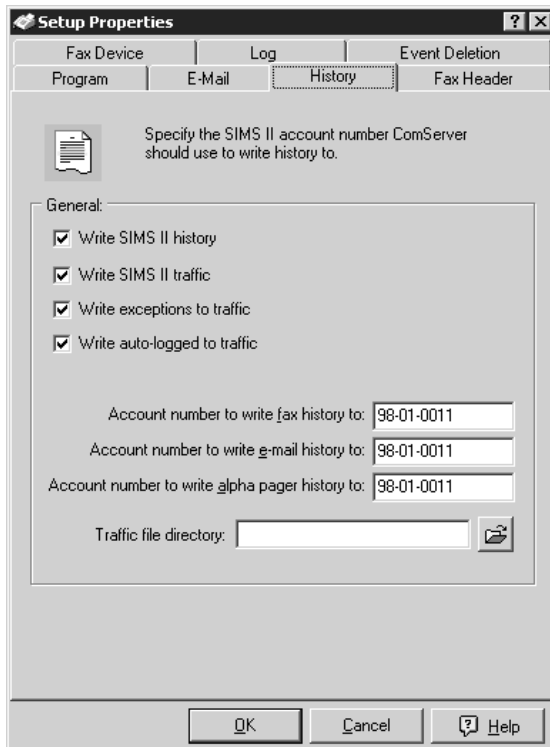 Setup Properties
Fax Device Log Event Deletion
Program E-Mail History Fax Header
Specify the SIMS II account number ComServer
should use to write history to.
General:
Write SIMS II history
Write SIMS II traffic
Write exceptions to traffic
Write auto-logged to traffic
Account number to write fax history to: 98-01-0011
Account number to write e-mail history to: 98-01-0011
Account number to write alpha pager history to: 98-01-0011
Traffic file directory:
OK Cancel Help